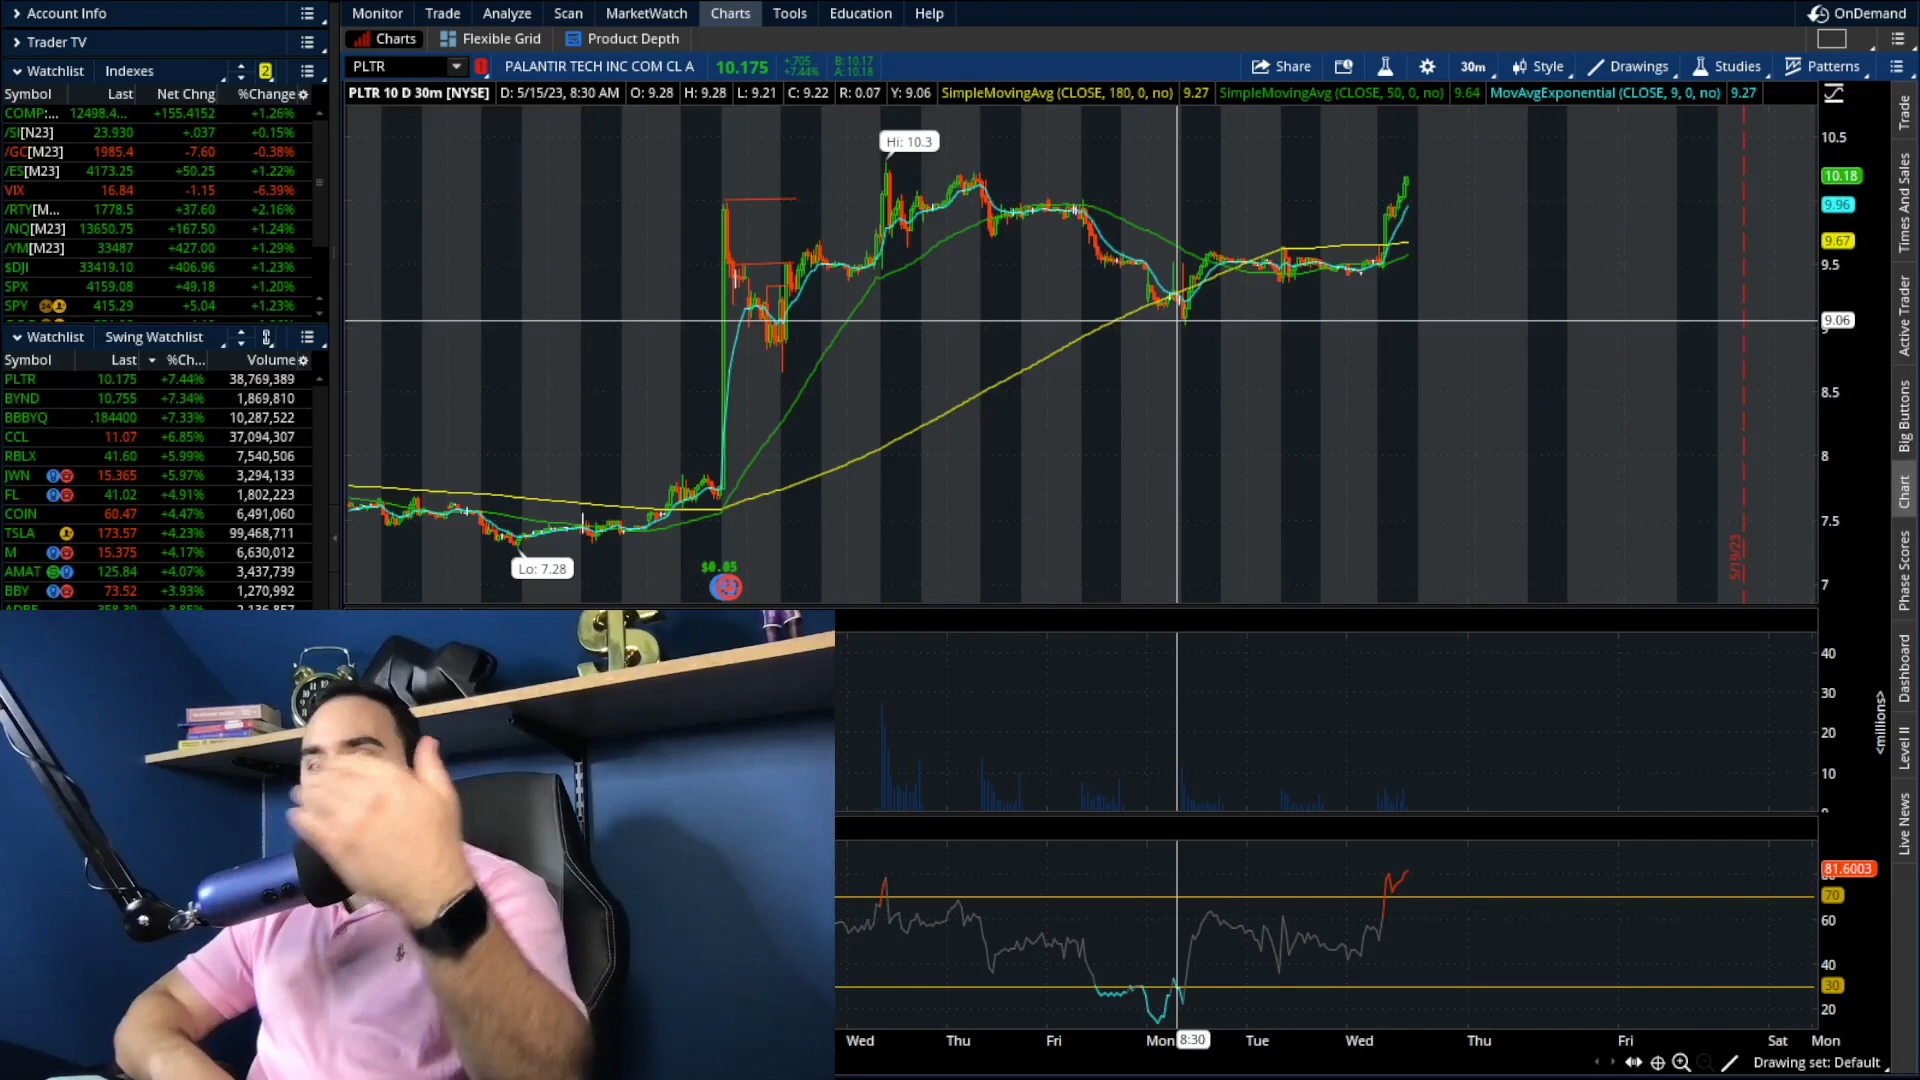 Account Info
Trader TV
Watchlist Indexes 2
Symbol Last Net Chng %Change
COMP:... 12498.4... +155.4152 +1.26%
/SI[N23] 23.930 +.037 +0.15%
/GC[M23] 1985.4 -7.60 -0.38%
/ES[M23] 4173.25 +50.25 +1.22%
VIX 16.84 -1.15 -6.39%
/RTY[M... 1778.5 +37.60 +2.16%
/NQ[M23] 13650.75 +167.50 +1.24%
/YM[M23] 33487 +427.00 +1.29%
$DJI 33419.10 +406.96 +1.23%
SPX 4159.08 +49.18 +1.20%
SPY 415.29 +5.04 +1.23%
Watchlist Swing Watchlist
Symbol Last %Ch... Volume
PLTR 10.175 +7.44% 38,769,389
BYND 10.755 +7.34% 1,869,810
BBBYQ .184400 +7.33% 10,287,522
CCL 11.07 +6.85% 37,094,307
RBLX 41.60 +5.99% 7,540,506
JWN 15.365 +5.97% 3,294,133
FL 41.02 +4.91% 1,802,223
COIN 60.47 +4.47% 6,491,060
TSLA 173.57 +4.23% 99,468,711
M 15.375 +4.17% 6,630,012
AMAT 125.84 +4.07% 3,437,739
BBY 73.52 +3.93% 1,270,992
Monitor Trade Analyze Scan MarketWatch Charts Tools Education Help OnDemand
Charts Flexible Grid Product Depth
PLTR PALANTIR TECH INC COM CL A 10.175 +.705 +7.44% B: 10.17 A: 10.18 Share 30m Style Drawings Studies Patterns
PLTR 10 D 30m [NYSE] D: 5/15/23, 8:30 AM O: 9.28 H: 9.28 L: 9.21 C: 9.22 R: 0.07 Y: 9.06 SimpleMovingAvg (CLOSE, 180, 0, no) 9.27 SimpleMovingAvg (CLOSE, 50, 0, no) 9.64 MovAvgExponential (CLOSE, 9, 0, no) 9.27
Hi: 10.3
Lo: 7.28
$0.05
5/19/23
10.5
10.18
9.96
9.67
9.5
9.06
8.5
8
7.5
7
40
30
20
10
<millions>
81.6003
70
60
40
30
20
Wed Thu Fri Mon 8:30 Tue Wed Thu Fri Sat Mon
Drawing set: Default
Trade
Times And Sales
Active Trader
Big Buttons
Chart
Phase Scores
Dashboard
Level II
Live News